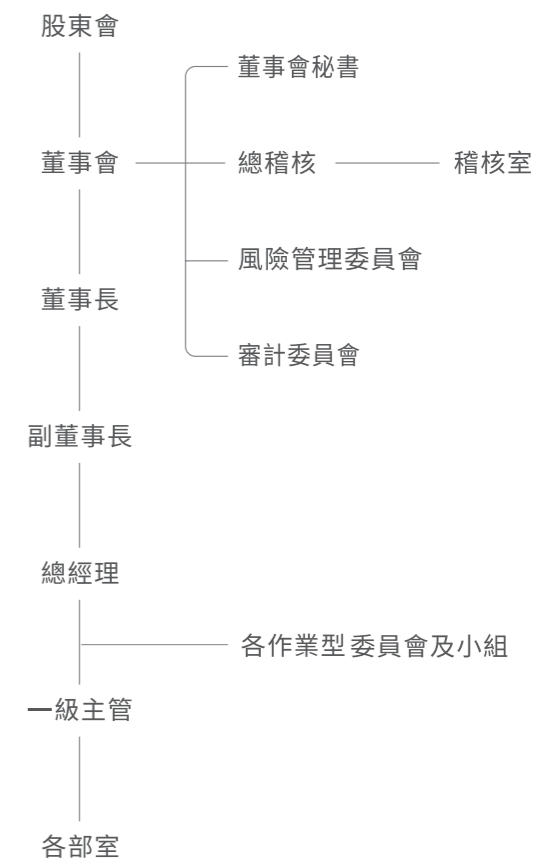 股東會
董事會秘書
董事會
總稽核
稽核室
風險管理委員會
董事長
審計委員會
副董事長
總經理
各作業型委員會及小組
一級主管
各部室